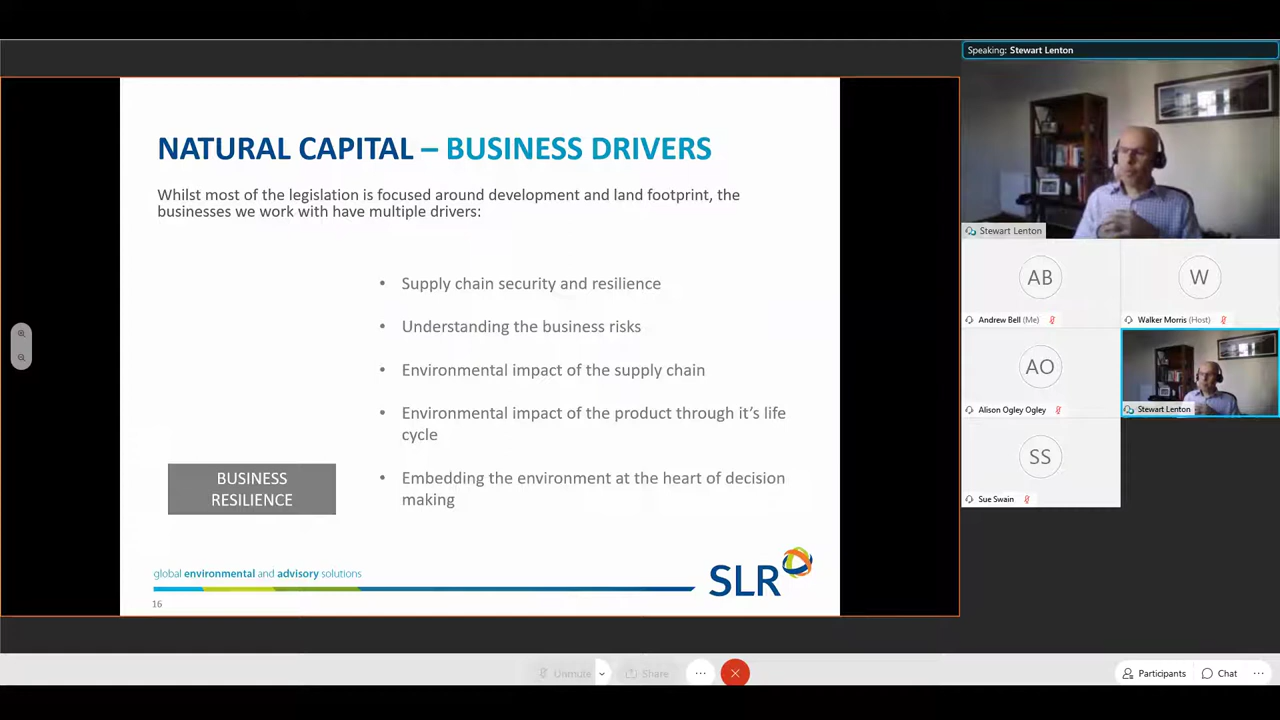 Speaking: Stewart Lenton
NATURAL CAPITAL – BUSINESS DRIVERS
Whilst most of the legislation is focused around development and land footprint, the
businesses we work with have multiple drivers:
• Supply chain security and resilience
• Understanding the business risks
• Environmental impact of the supply chain
• Environmental impact of the product through it’s life
cycle
• Embedding the environment at the heart of decision
making
BUSINESS
RESILIENCE
global environmental and advisory solutions
SLR
16
Stewart Lenton
AB
Andrew Bell (Me)
W
Walker Morris (Host)
AO
Alison Ogley Ogley
Stewart Lenton
SS
Sue Swain
Unmute
Share
Participants
Chat